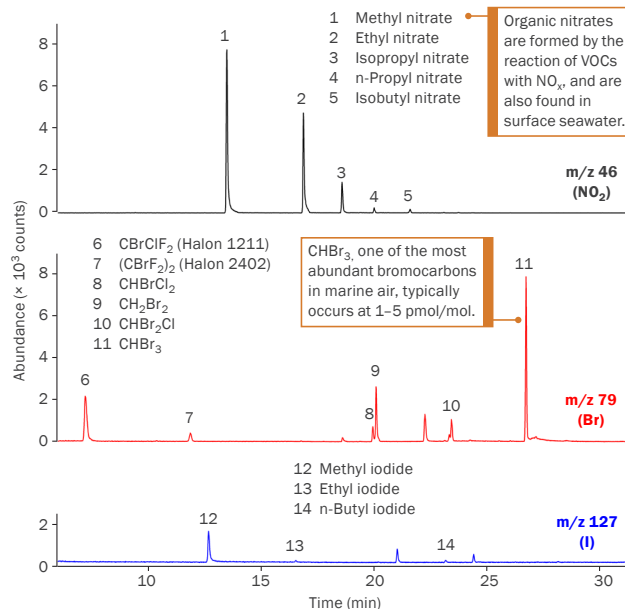 1 Methyl nitrate
2 Ethyl nitrate
3 Isopropyl nitrate
4 n-Propyl nitrate
5 Isobutyl nitrate
Organic nitrates
are formed by the
reaction of VOCs
with NOₓ, and are
also found in
surface seawater.
8
6
4
2
0
1
2
3
4
5
m/z 46
(NO₂)
Abundance (× 10³ counts)
6 CBrClF₂ (Halon 1211)
7 (CBrF₂)₂ (Halon 2402)
8 CHBrCl₂
9 CH₂Br₂
10 CHBr₂Cl
11 CHBr₃
CHBr₃, one of the most
abundant bromocarbons
in marine air, typically
occurs at 1–5 pmol/mol.
8
6
4
2
0
6
7
8
9
10
11
m/z 79
(Br)
12 Methyl iodide
13 Ethyl iodide
14 n-Butyl iodide
2
0
12
13
14
m/z 127
(I)
10
15
20
25
30
Time (min)